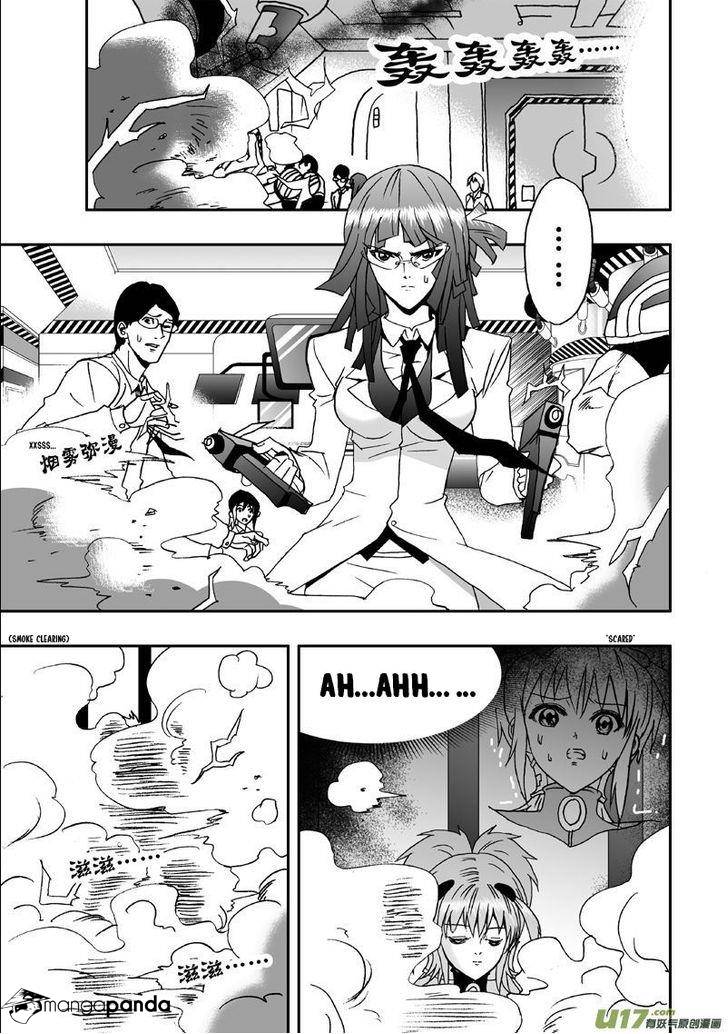 轰轰轰轰……
……
XXSSS...
烟雾弥漫
(SMOKE CLEARING)
"SCARED"
AH...AHH... ...
滋滋……
滋滋……
mangapanda
U17.com
有妖气原创漫画